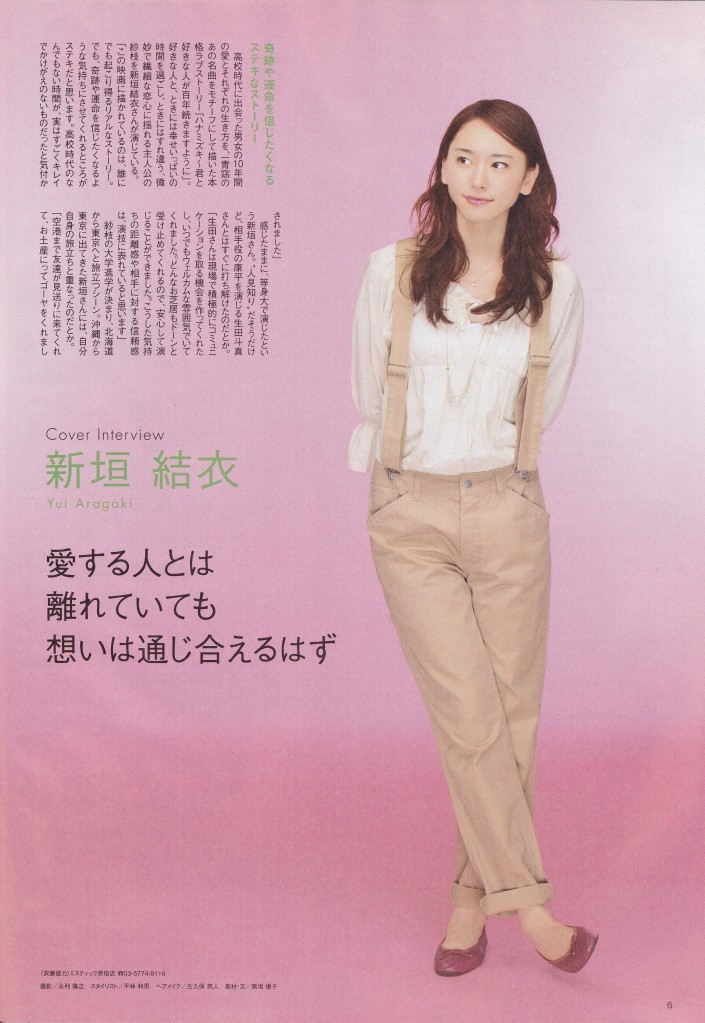 奇跡や運命を信じたくなる
ステキなストーリー
高校時代に出会った男女の10年間
の愛とそれぞれの生き方を、一青窈の
あの名曲をモチーフにして描いた本
格ラブストーリー『ハナミズキ〜君と
好きな人が百年続きますように』。
好きな人と、ときには幸せいっぱいの
時間を過ごし、ときにはすれ違う、微
妙で繊細な恋心に揺れる主人公の
紗枝を新垣結衣さんが演じている。
「この映画に描かれているのは、誰に
でも起こり得るリアルなストーリー。
でも、奇跡や運命を信じたくなるよ
うな気持ちにさせてくれるところが
ステキだと思います。高校時代のな
んでもない時間が、実はすごくキレイ
でかけがえのないものだったと気付か
されました」
感じたままに、等身大で演じたとい
う新垣さん。“人見知り”だそうだけ
ど、相手役の康平を演じる生田斗真
さんとはすぐに打ち解けたのだとか。
「生田さんは現場で積極的にコミュニ
ケーションを取る機会を作ってくれた
し、いつでもウェルカムな雰囲気でいて
くれました。どんなお芝居もドーンと
受け止めてくれるので、安心して演
じることができました。こうした気持
ちの距離感や相手に対する信頼感
は、演技に表れていると思います」
紗枝の大学進学が決まり、北海道
から東京へと旅立つシーン。沖縄から
東京に出てきた新垣さんには、自分
自身の旅立ちと重なったのだとか。
「空港まで友達が見送りに来てくれ
て、お土産にってゴーヤをくれまし
Cover Interview
新垣 結衣
Yui Aragaki
愛する人とは
離れていても
想いは通じ合えるはず
〈衣裳協力〉ミスティック原宿店 ☎03-5774-8116
撮影／永利 隆之 スタイリスト／平林 和男 ヘアメイク／古久保 英人 取材・文／黒坂 優子
6